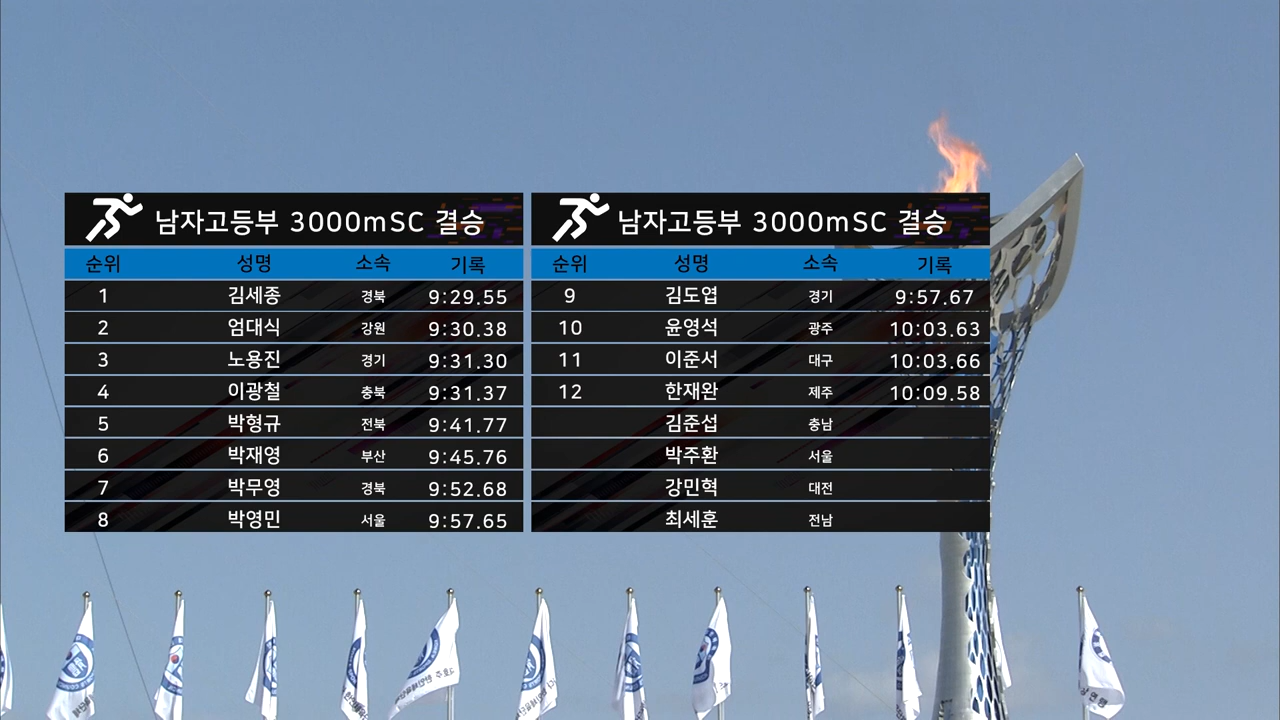 남자고등부 3000mSC 결승
순위 성명 소속 기록
1 김세종 경북 9:29.55
2 엄대식 강원 9:30.38
3 노용진 경기 9:31.30
4 이광철 충북 9:31.37
5 박형규 전북 9:41.77
6 박재영 부산 9:45.76
7 박무영 경북 9:52.68
8 박영민 서울 9:57.65
남자고등부 3000mSC 결승
순위 성명 소속 기록
9 김도엽 경기 9:57.67
10 윤영석 광주 10:03.63
11 이준서 대구 10:03.66
12 한재완 제주 10:09.58
김준섭 충남
박주환 서울
강민혁 대전
최세훈 전남